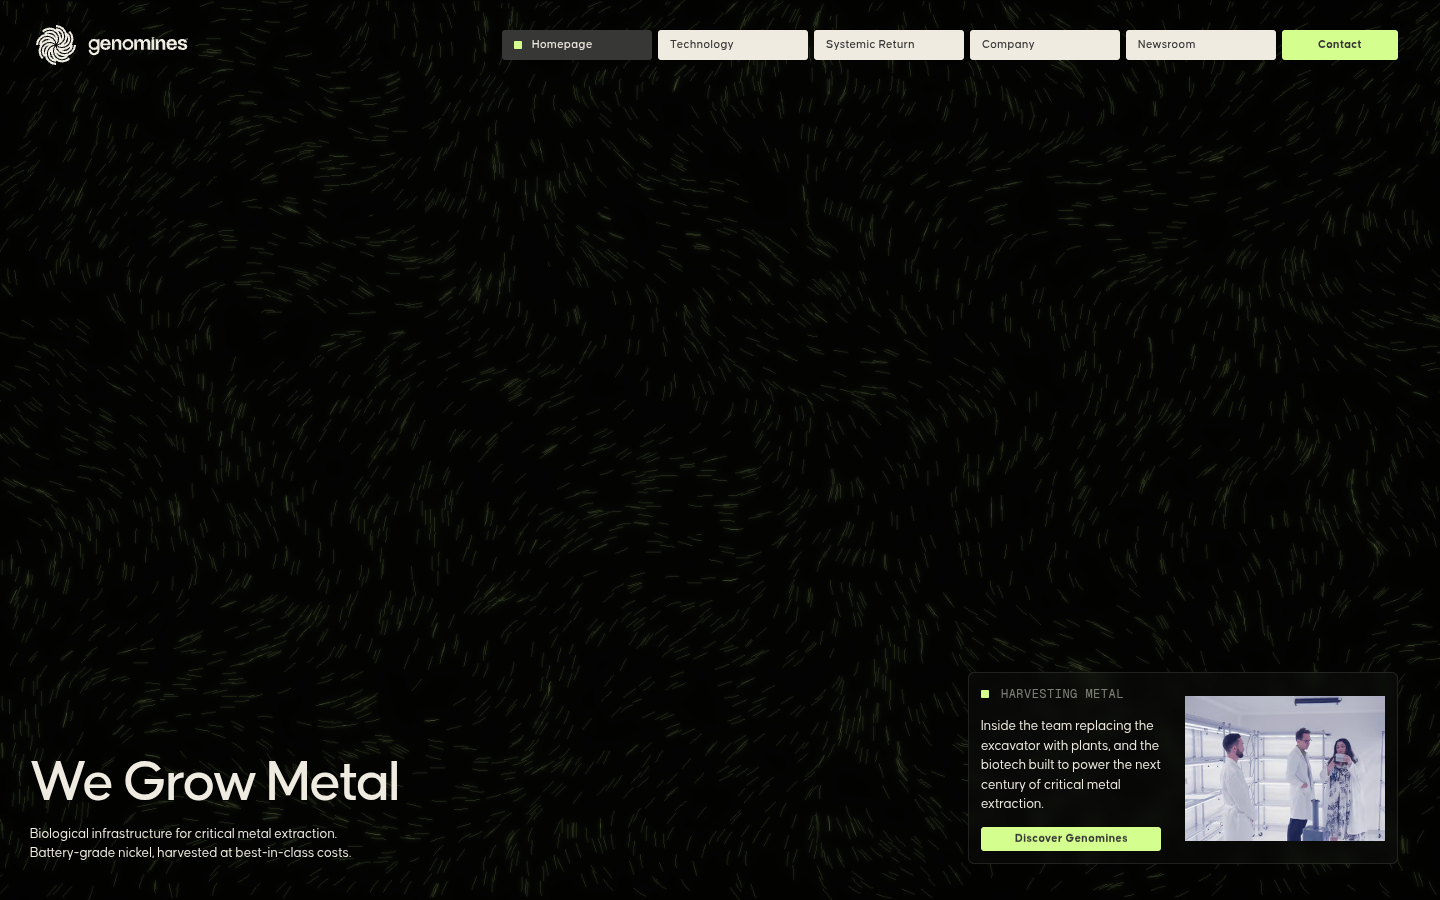 genomines
Homepage
Technology
Systemic Return
Company
Newsroom
Contact
We Grow Metal
Biological infrastructure for critical metal extraction.
Battery-grade nickel, harvested at best-in-class costs.
HARVESTING METAL
Inside the team replacing the
excavator with plants, and the
biotech built to power the next
century of critical metal
extraction.
Discover Genomines